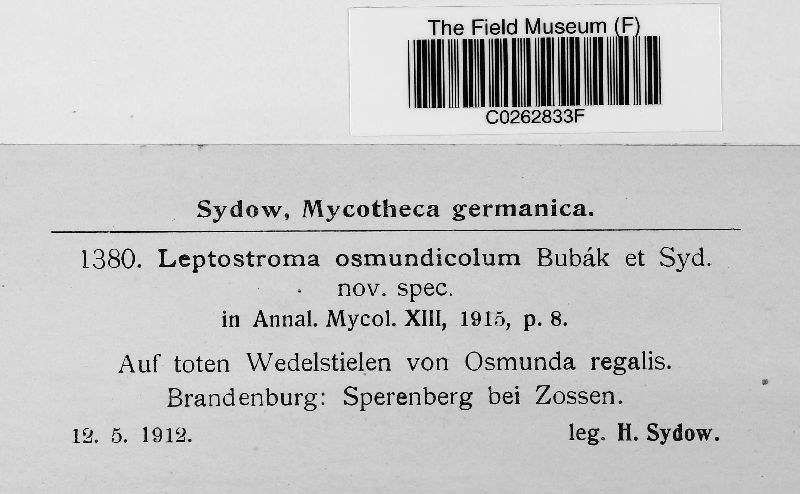 The Field Museum (F)
C0262833F
Sydow, Mycotheca germanica.
1380. Leptostroma osmundicolum Bubák et Syd.
nov. spec.
in Annal. Mycol. XIII, 1915, p. 8.
Auf toten Wedelstielen von Osmunda regalis.
Brandenburg: Sperenberg bei Zossen.
12. 5. 1912. leg. H. Sydow.